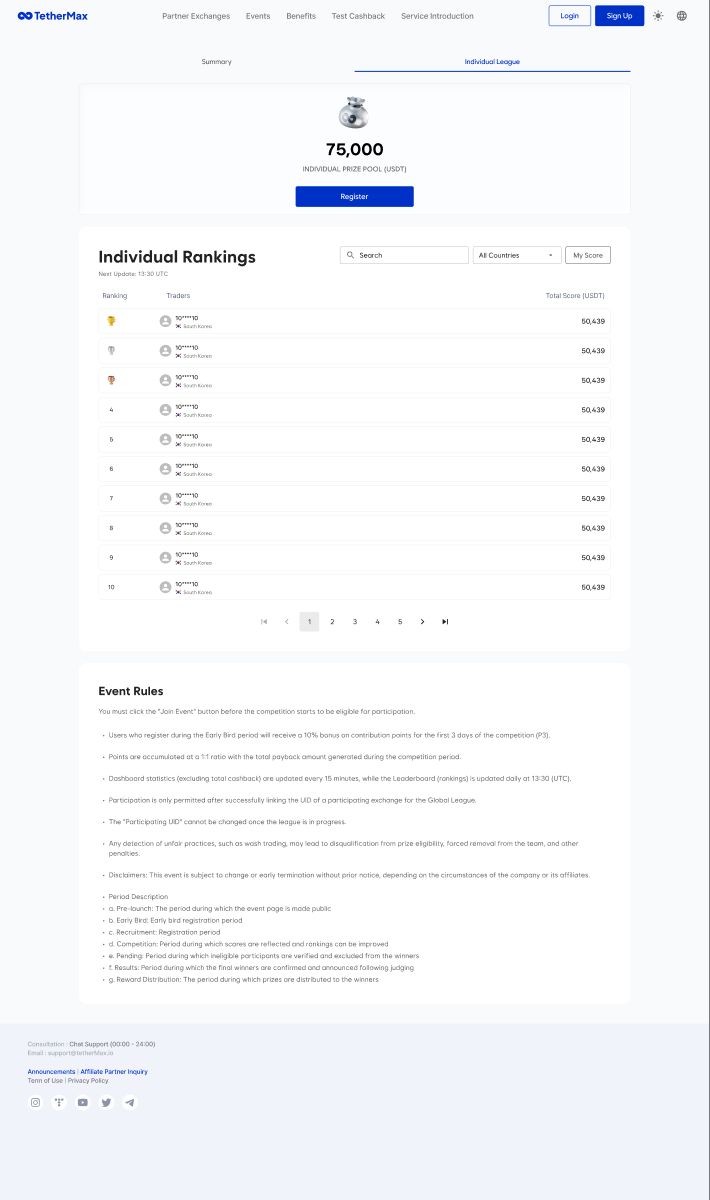 TetherMax
Partner Exchanges Events Benefits Test Cashback Service Introduction Login Sign Up
Summary Individual League
75,000
INDIVIDUAL PRIZE POOL (USDT)
Register
Individual Rankings Search All Countries My Score
Next Update: 13:30 UTC
Ranking Traders Total Score (USDT)
10****10
South Korea
50,439
10****10
South Korea
50,439
10****10
South Korea
50,439
4 10****10
South Korea
50,439
5 10****10
South Korea
50,439
6 10****10
South Korea
50,439
7 10****10
South Korea
50,439
8 10****10
South Korea
50,439
9 10****10
South Korea
50,439
10 10****10
South Korea
50,439
1 2 3 4 5
Event Rules
You must click the "Join Event" button before the competition starts to be eligible for participation.
• Users who register during the Early Bird period will receive a 10% bonus on contribution points for the first 3 days of the competition (P3).
• Points are accumulated at a 1:1 ratio with the total payback amount generated during the competition period.
• Dashboard statistics (excluding total cashback) are updated every 15 minutes, while the Leaderboard (rankings) is updated daily at 13:30 (UTC).
• Participation is only permitted after successfully linking the UID of a participating exchange for the Global League.
• The "Participating UID" cannot be changed once the league is in progress.
• Any detection of unfair practices, such as wash trading, may lead to disqualification from prize eligibility, forced removal from the team, and other
penalties.
• Disclaimers: This event is subject to change or early termination without prior notice, depending on the circumstances of the company or its affiliates.
• Period Description
• a. Pre-launch: The period during which the event page is made public
• b. Early Bird: Early bird registration period
• c. Recruitment: Registration period
• d. Competition: Period during which scores are reflected and rankings can be improved
• e. Pending: Period during which ineligible participants are verified and excluded from the winners
• f. Results: Period during which the final winners are confirmed and announced following judging
• g. Reward Distribution: The period during which prizes are distributed to the winners
Consultation : Chat Support (00:00 - 24:00)
Email : support@tetherMax.io
Announcements | Affiliate Partner Inquiry
Term of Use | Privacy Policy